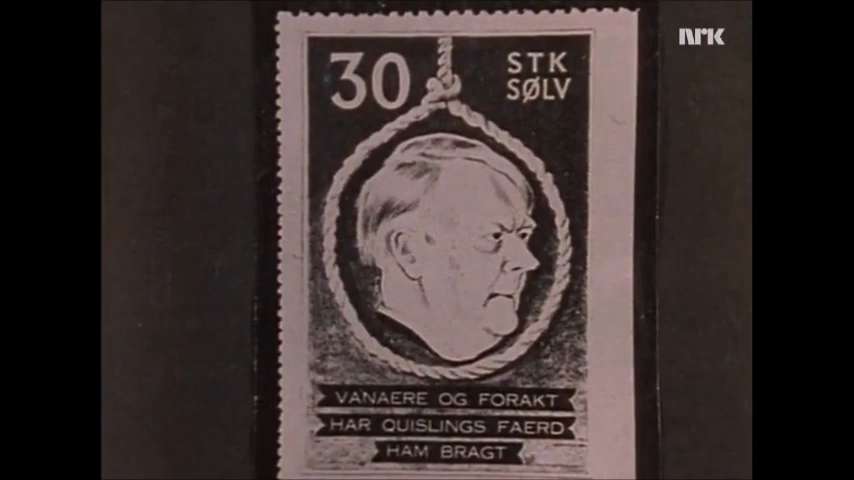 nrk
30
STK
SØLV
VANAERE OG FORAKT
HAR QUISLINGS FAERD
HAM BRAGT